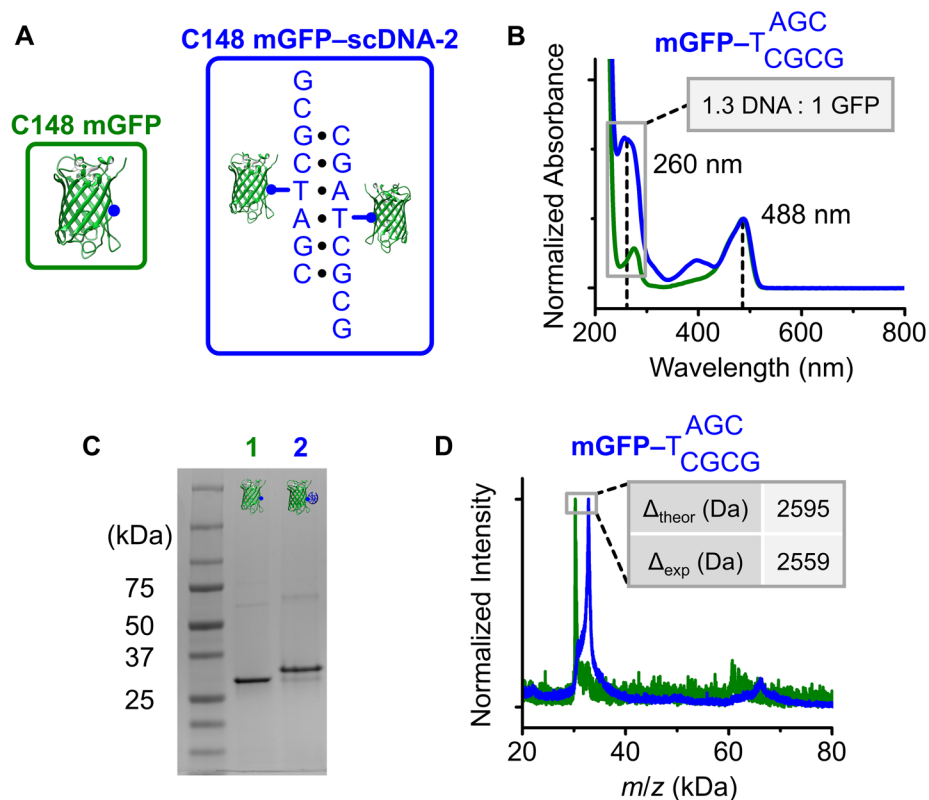 A
C148 mGFP–scDNA-2
C148 mGFP
G
C
G • C
C • G
T • A
A • T
G • C
C • G
C
G
B
mGFP–T
AGC
CGCG
1.3 DNA : 1 GFP
260 nm
488 nm
Normalized Absorbance
200 400 600 800
Wavelength (nm)
C
1 2
(kDa)
75
50
37
25
D
mGFP–T
AGC
CGCG
Δtheor (Da) 2595
Δexp (Da) 2559
Normalized Intensity
20 40 60 80
m/z (kDa)